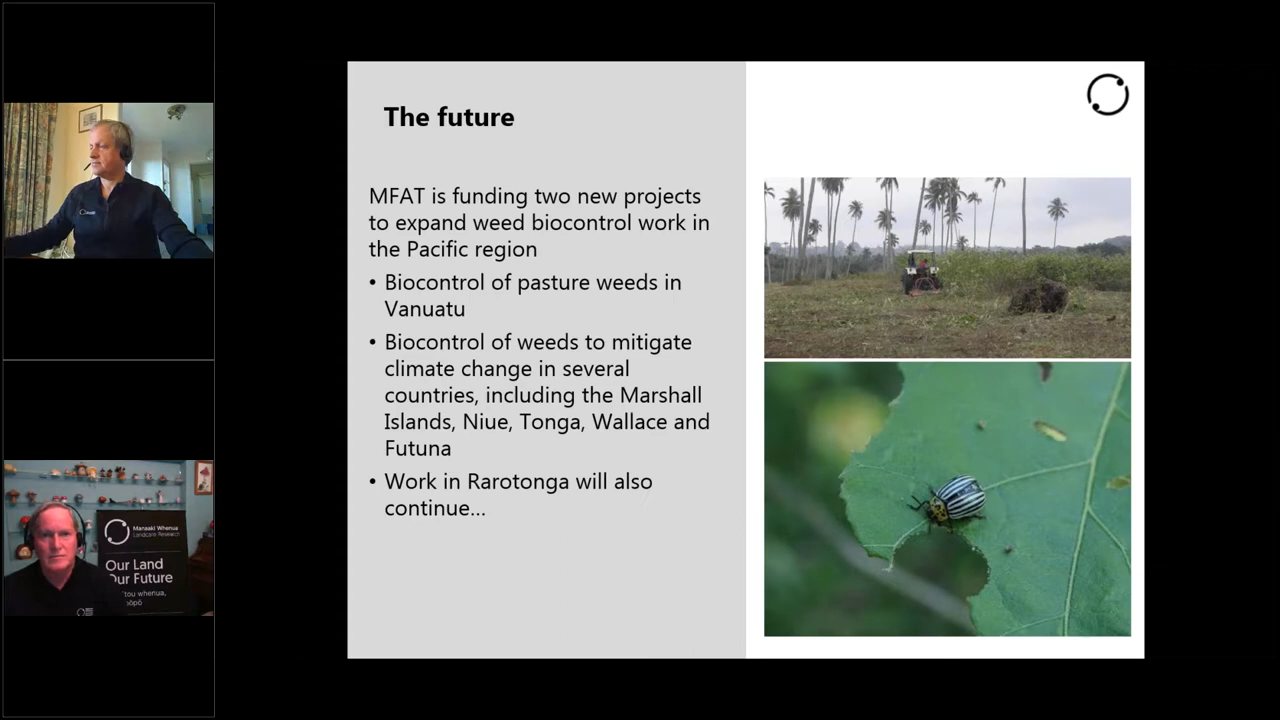 The future
MFAT is funding two new projects
to expand weed biocontrol work in
the Pacific region
• Biocontrol of pasture weeds in
Vanuatu
• Biocontrol of weeds to mitigate
climate change in several
countries, including the Marshall
Islands, Niue, Tonga, Wallace and
Futuna
• Work in Rarotonga will also
continue...
Manaaki Whenua
Landcare Research
Our Land
Our Future
whenua,